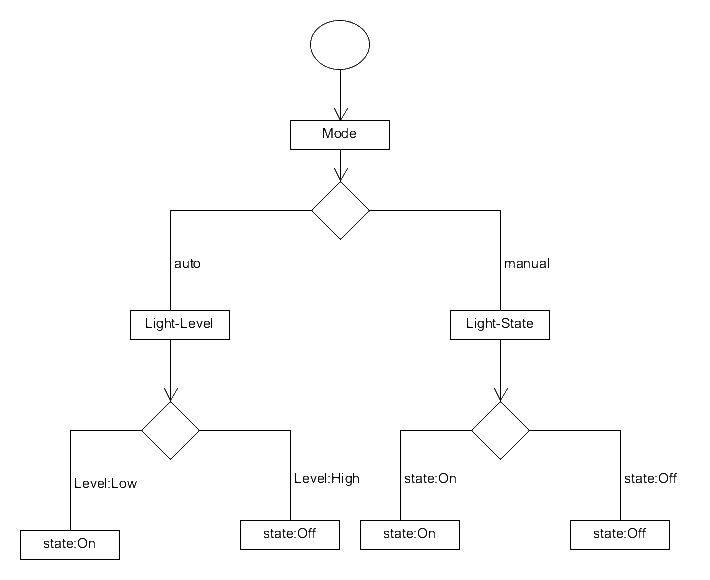 Mode
auto
manual
Light-Level
Light-State
Level:Low
Level:High
state:On
state:Off
state:On
state:Off
state:On
state:Off